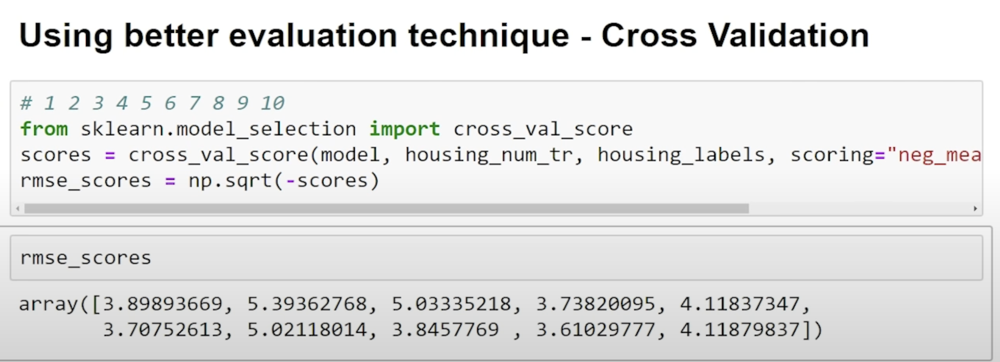 Using better evaluation technique - Cross Validation
# 1 2 3 4 5 6 7 8 9 10
from sklearn.model_selection import cross_val_score
scores = cross_val_score(model, housing_num_tr, housing_labels, scoring="neg_mea
rmse_scores = np.sqrt(-scores)
rmse_scores
array([3.89893669, 5.39362768, 5.03335218, 3.73820095, 4.11837347,
3.70752613, 5.02118014, 3.8457769 , 3.61029777, 4.11879837])